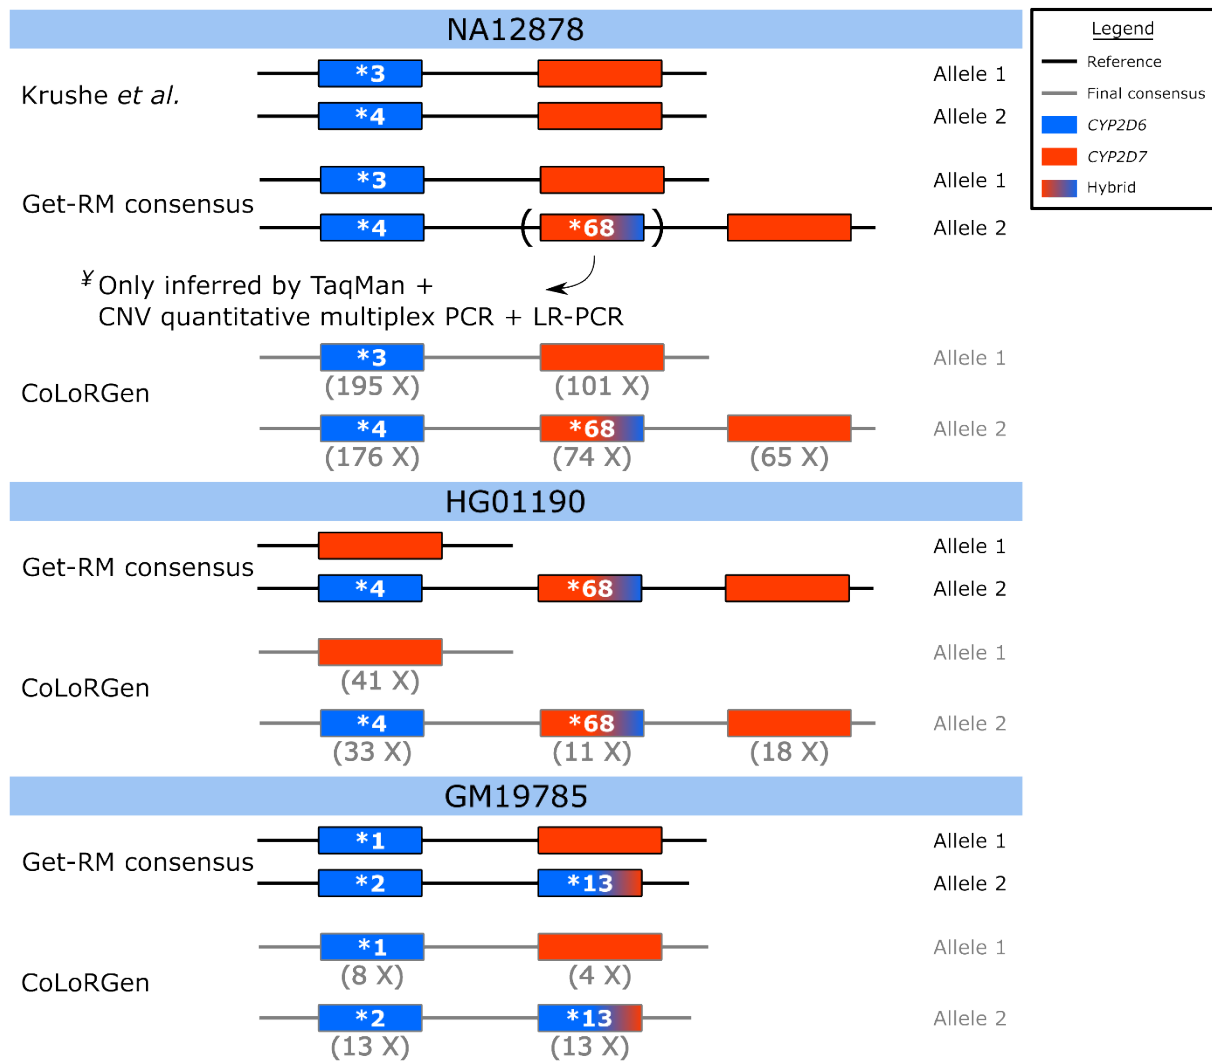 NA12878
Legend
Reference
Final consensus
CYP2D6
CYP2D7
Hybrid
Krushe et al.
*3
Allele 1
*4
Allele 2
Get-RM consensus
*3
Allele 1
*4
( *68 )
Allele 2
¥ Only inferred by TaqMan +
CNV quantitative multiplex PCR + LR-PCR
CoLoRGen
*3
Allele 1
(195 X)
(101 X)
*4
*68
Allele 2
(176 X)
(74 X)
(65 X)
HG01190
Get-RM consensus
Allele 1
*4
*68
Allele 2
CoLoRGen
Allele 1
(41 X)
*4
*68
Allele 2
(33 X)
(11 X)
(18 X)
GM19785
Get-RM consensus
*1
Allele 1
*2
*13
Allele 2
CoLoRGen
*1
Allele 1
(8 X)
(4 X)
*2
*13
Allele 2
(13 X)
(13 X)